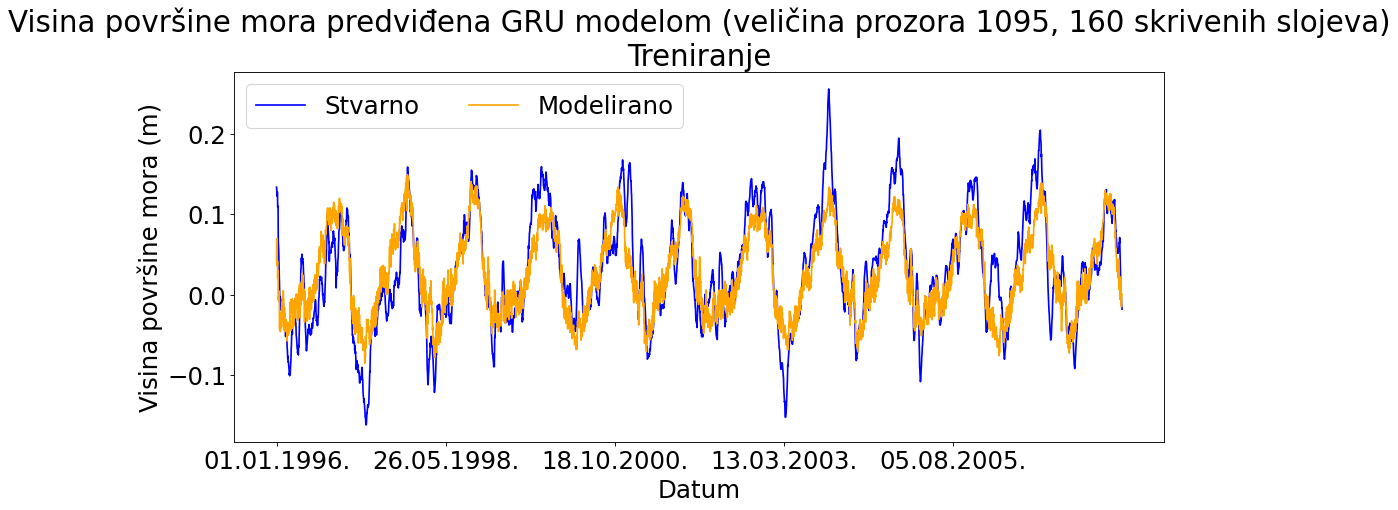 Visina površine mora predviđena GRU modelom (veličina prozora 1095, 160 skrivenih slojeva)
Treniranje
Stvarno
Modelirano
Visina površine mora (m)
0.2
0.1
0.0
−0.1
01.01.1996.
26.05.1998.
18.10.2000.
13.03.2003.
05.08.2005.
Datum